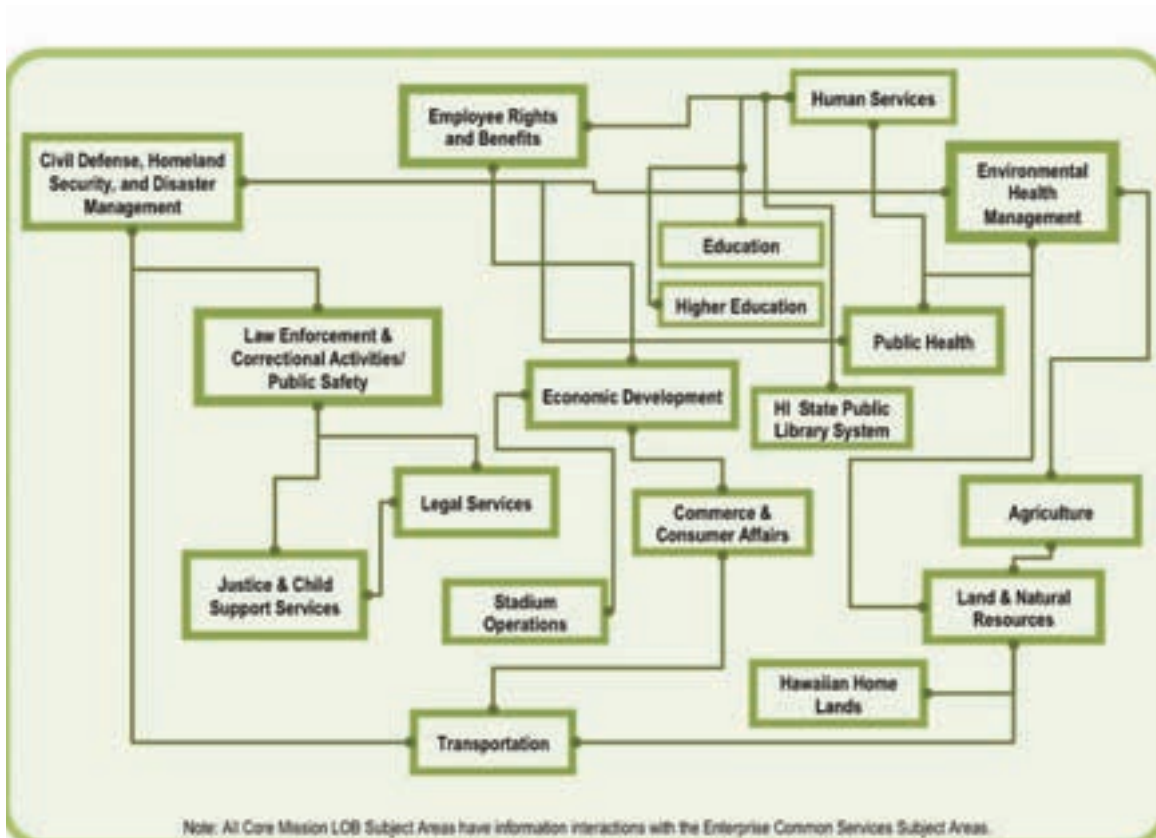 Human Services
Employee Rights
and Benefits
Civil Defense, Homeland
Security, and Disaster
Management
Environmental
Health
Management
Education
Higher Education
Law Enforcement &
Correctional Activities/
Public Safety
Public Health
Economic Development
HI State Public
Library System
Legal Services
Commerce &
Consumer Affairs
Agriculture
Justice & Child
Support Services
Stadium
Operations
Land & Natural
Resources
Hawaiian Home
Lands
Transportation
Note: All Core Mission LOB Subject Areas have information interactions with the Enterprise Common Services Subject Areas.